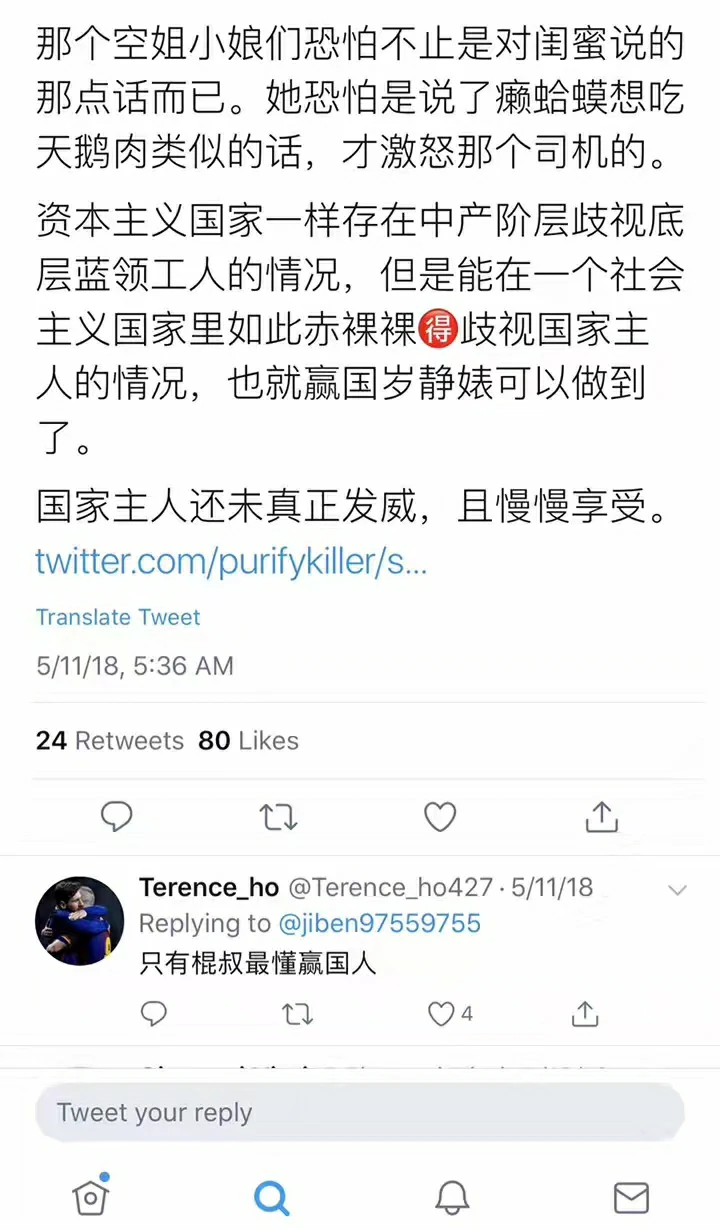 那个空姐小娘们恐怕不止是对闺蜜说的
那点话而已。她恐怕是说了癞蛤蟆想吃
天鹅肉类似的话，才激怒那个司机的。
资本主义国家一样存在中产阶层歧视底
层蓝领工人的情况，但是能在一个社会
主义国家里如此赤裸裸🉐歧视国家主
人的情况，也就赢国岁静婊可以做到
了。
国家主人还未真正发威，且慢慢享受。
twitter.com/purifykiller/s...
Translate Tweet
5/11/18, 5:36 AM
24 Retweets 80 Likes
Terence_ho @Terence_ho427 · 5/11/18
Replying to @jiben97559755
只有棍叔最懂赢国人
4
Tweet your reply